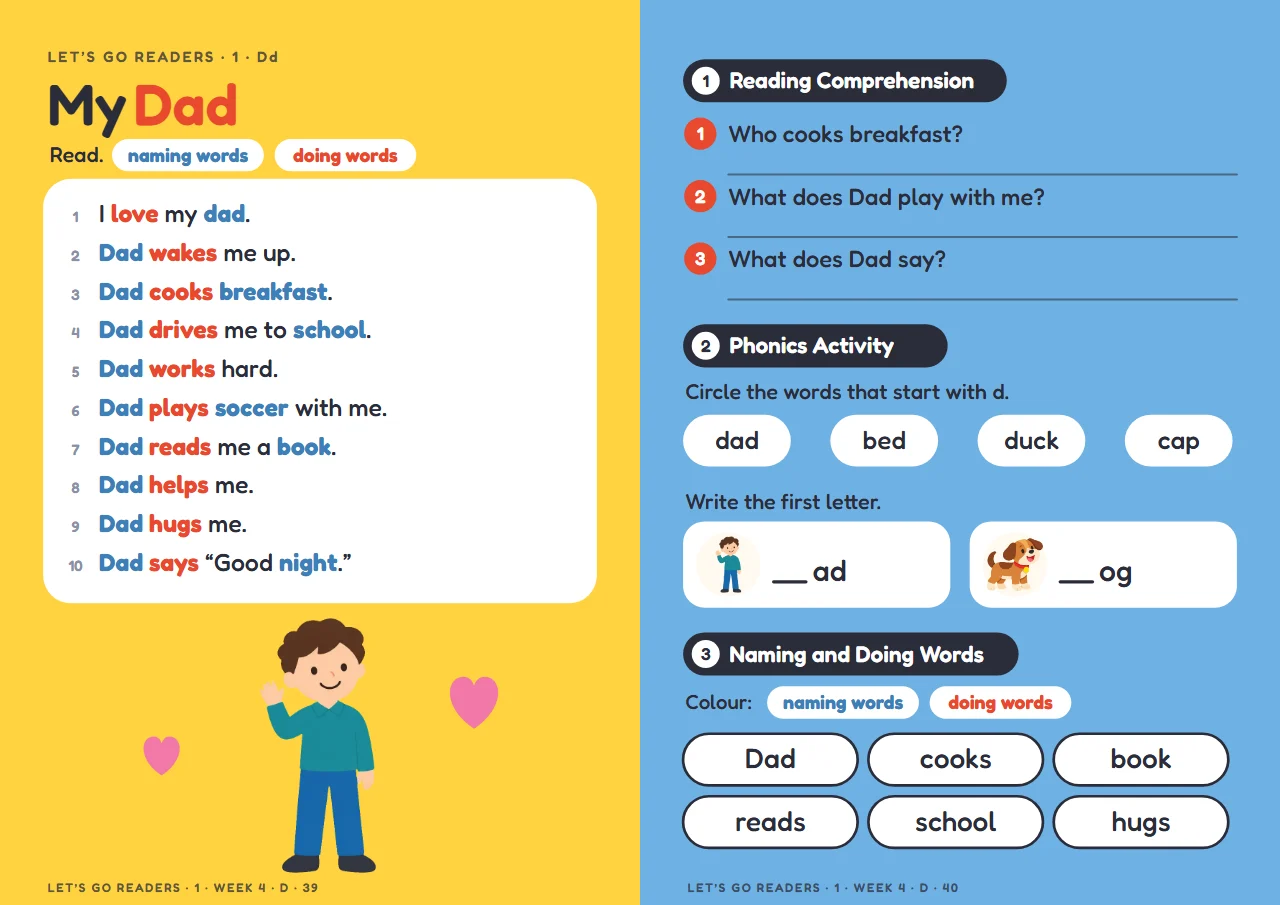 LET'S GO READERS · 1 · Dd
My Dad
Read. naming words doing words
1 I love my dad.
2 Dad wakes me up.
3 Dad cooks breakfast.
4 Dad drives me to school.
5 Dad works hard.
6 Dad plays soccer with me.
7 Dad reads me a book.
8 Dad helps me.
9 Dad hugs me.
10 Dad says “Good night.”
LET'S GO READERS · 1 · WEEK 4 · D · 39
1 Reading Comprehension
1 Who cooks breakfast?
2 What does Dad play with me?
3 What does Dad say?
2 Phonics Activity
Circle the words that start with d.
dad bed duck cap
Write the first letter.
__ ad __ og
3 Naming and Doing Words
Colour: naming words doing words
Dad cooks book
reads school hugs
LET'S GO READERS · 1 · WEEK 4 · D · 40